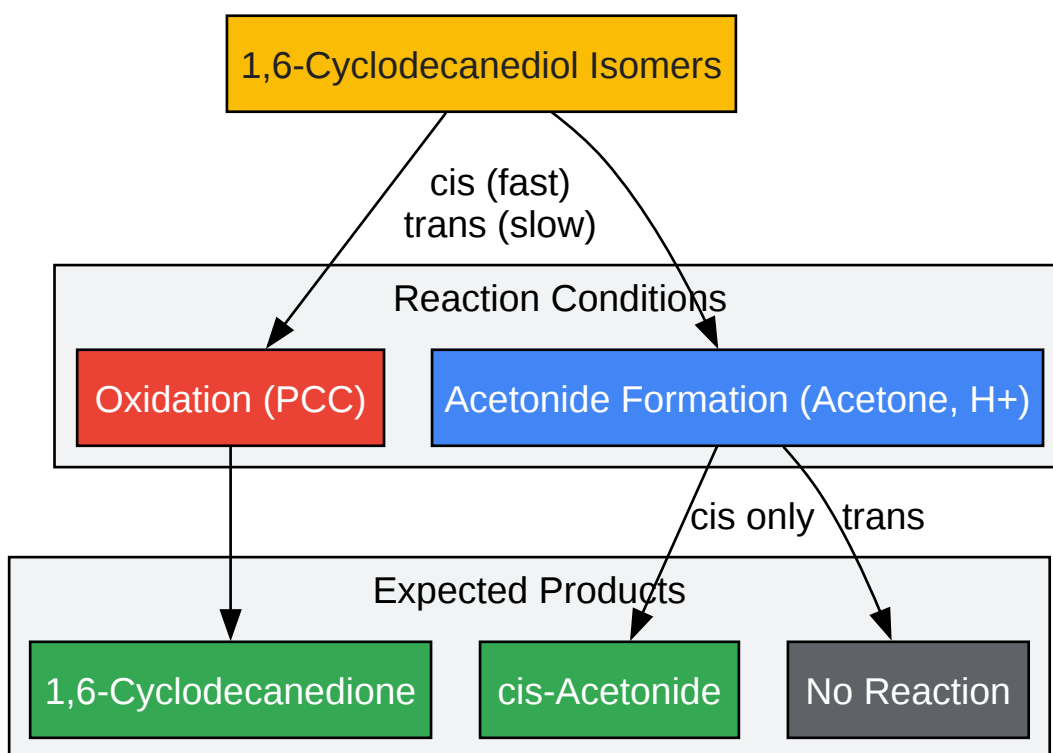 1,6-Cyclodecanediol Isomers
cis (fast)
trans (slow)
Reaction Conditions
Oxidation (PCC)
Acetonide Formation (Acetone, H+)
cis only
trans
Expected Products
1,6-Cyclodecanedione
cis-Acetonide
No Reaction